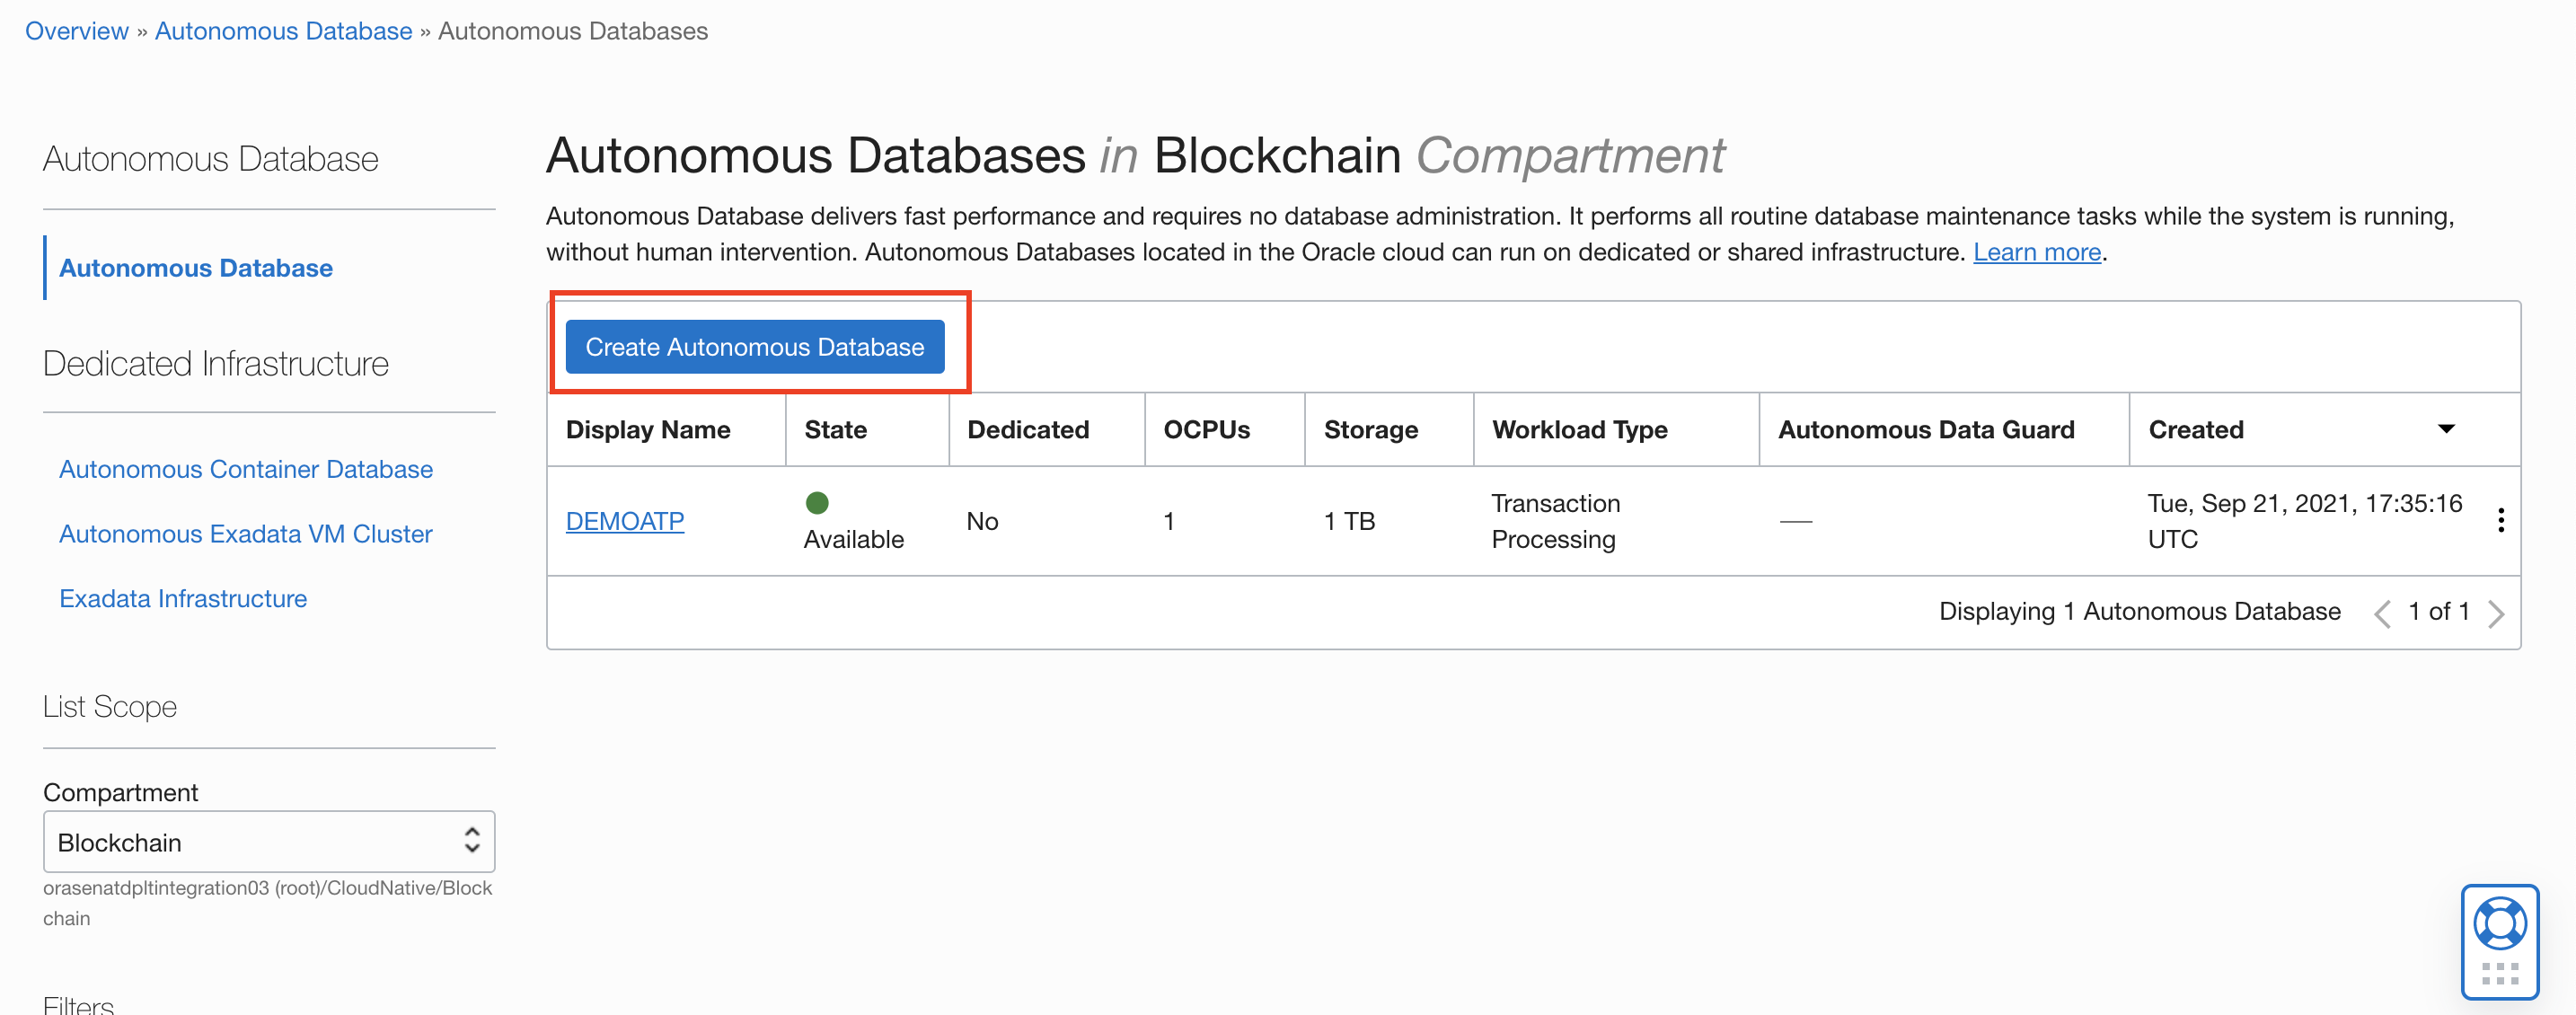 Overview » Autonomous Database » Autonomous Databases
Autonomous Database
Autonomous Database
Dedicated Infrastructure
Autonomous Container Database
Autonomous Exadata VM Cluster
Exadata Infrastructure
List Scope
Compartment
Blockchain
orasenatdpltintegration03 (root)/CloudNative/Block
chain
Filters
Autonomous Databases in Blockchain Compartment
Autonomous Database delivers fast performance and requires no database administration. It performs all routine database maintenance tasks while the system is running,
without human intervention. Autonomous Databases located in the Oracle cloud can run on dedicated or shared infrastructure. Learn more.
Create Autonomous Database
Display Name State Dedicated OCPUs Storage Workload Type Autonomous Data Guard Created
DEMOATP Available No 1 1 TB Transaction Processing — Tue, Sep 21, 2021, 17:35:16 UTC
Displaying 1 Autonomous Database 1 of 1